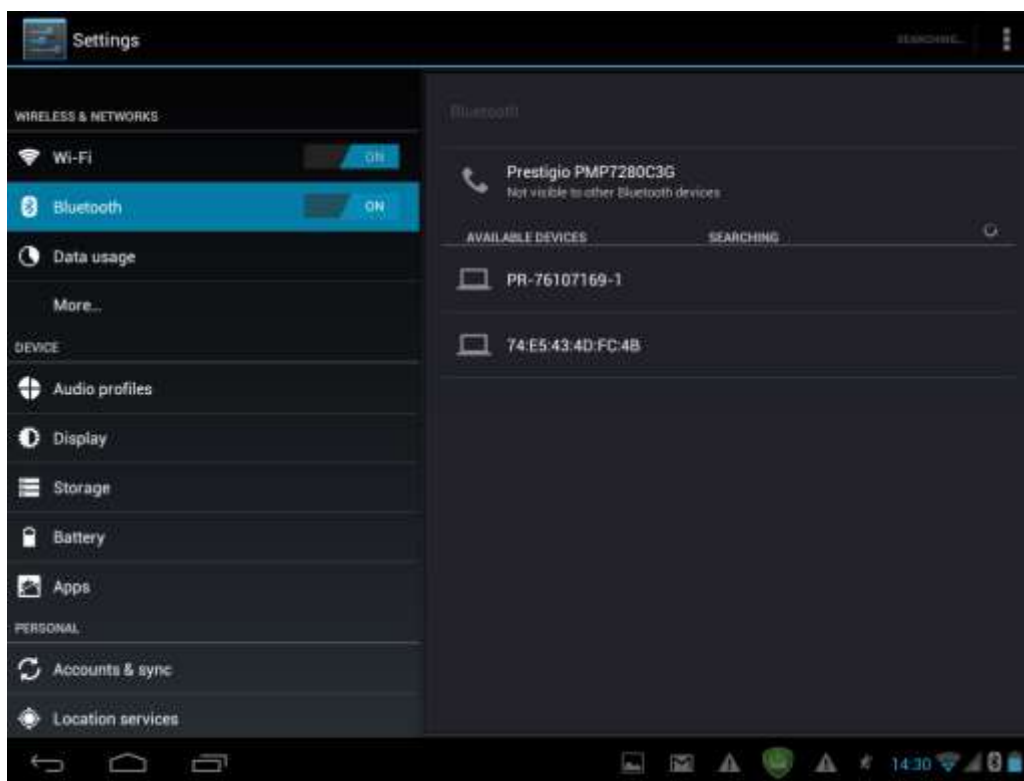 Settings
SEARCHING...
WIRELESS & NETWORKS
Wi-Fi
ON
Bluetooth
ON
Data usage
More...
DEVICE
Audio profiles
Display
Storage
Battery
Apps
PERSONAL
Accounts & sync
Location services
Bluetooth
Prestigio PMP7280C3G
Not visible to other Bluetooth devices
AVAILABLE DEVICES SEARCHING
PR-76107169-1
74:E5:43:4D:FC:4B
14:30